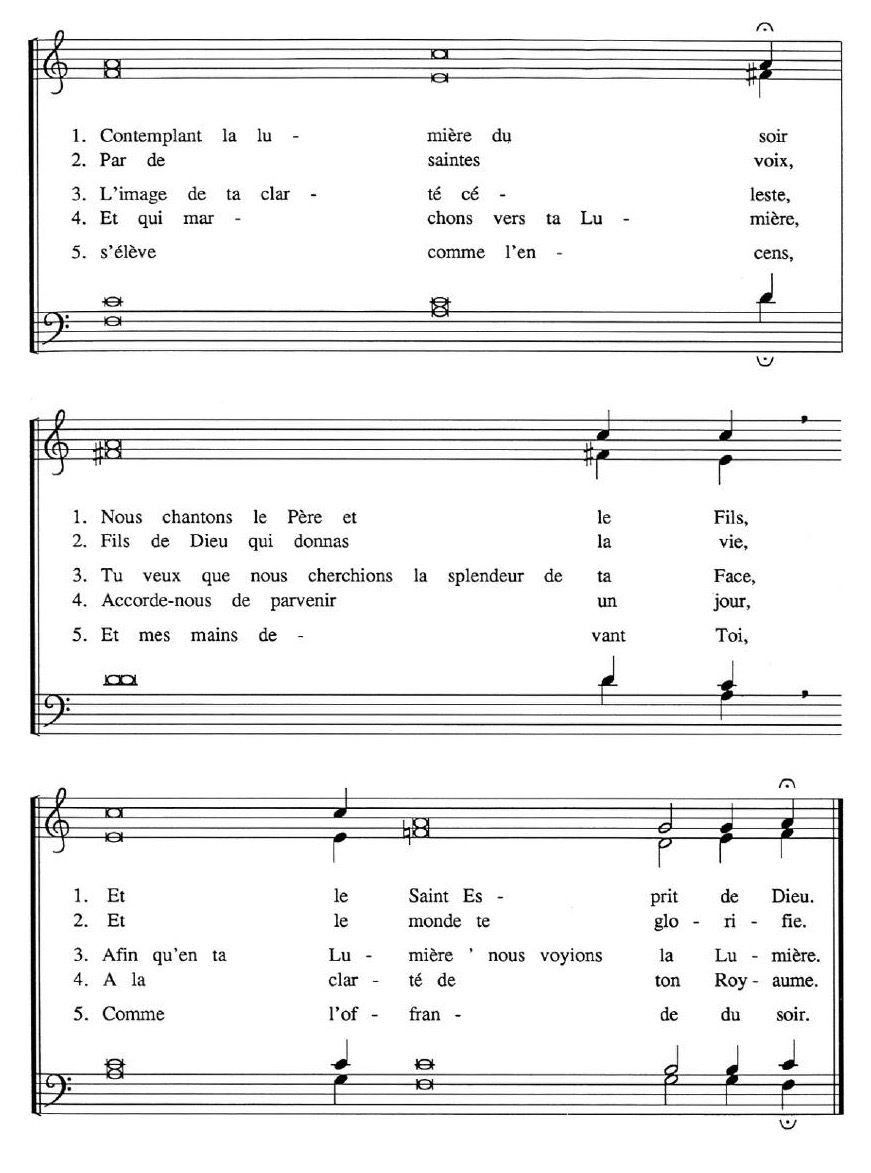 1. Contemplant la lu - mière du soir
2. Par de saintes voix,
3. L'image de ta clar - té cé - leste,
4. Et qui mar - chons vers ta Lu - mière,
5. s'élève comme l'en - cens,
1. Nous chantons le Père et le Fils,
2. Fils de Dieu qui donnas la vie,
3. Tu veux que nous cherchions la splendeur de ta Face,
4. Accorde-nous de parvenir un jour,
5. Et mes mains de - vant Toi,
1. Et le Saint Es - prit de Dieu.
2. Et le monde te glo - ri - fie.
3. Afin qu'en ta Lu - mière ' nous voyions la Lu - mière.
4. A la clar - té de ton Roy - aume.
5. Comme l'of - fran - de du soir.